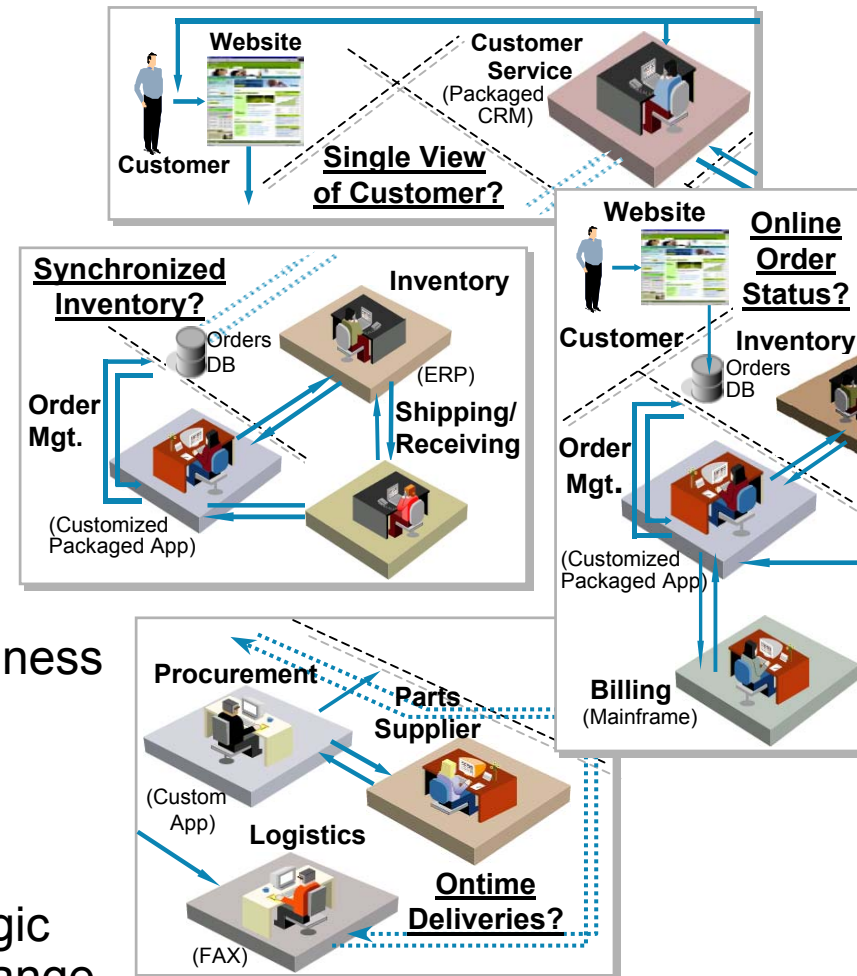 Website
Customer
Service
(Packaged
CRM)
Customer
Single View
of Customer?
Website
Online
Order
Status?
Customer
Inventory
Orders
DB
Order
Mgt.
(Customized
Packaged App)
Billing
(Mainframe)
Synchronized
Inventory?
Inventory
Orders
DB
(ERP)
Order
Mgt.
Shipping/
Receiving
(Customized
Packaged App)
ness
Procurement
Parts
Supplier
(Custom
App)
Logistics
Ontime
Deliveries?
(FAX)
gic
ange